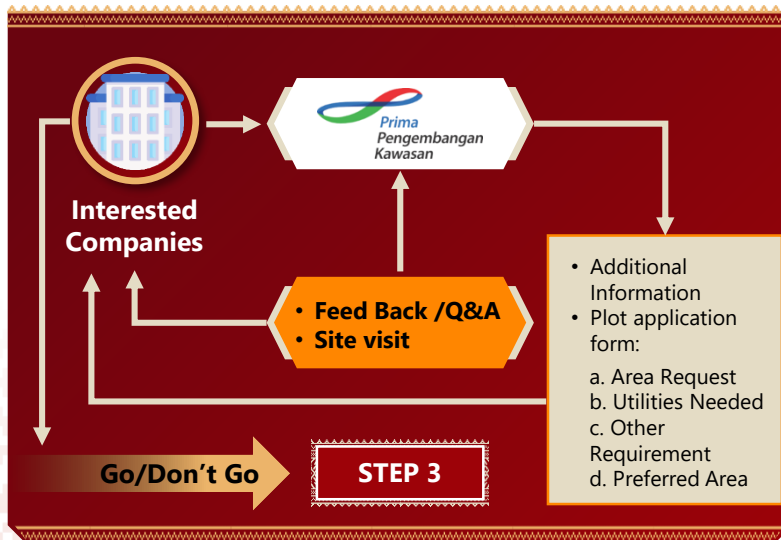 Prima
Pengembangan
Kawasan
Interested
Companies
• Feed Back /Q&A
• Site visit
• Additional
Information
• Plot application
form:
a. Area Request
b. Utilities Needed
c. Other
Requirement
d. Preferred Area
Go/Don’t Go
STEP 3